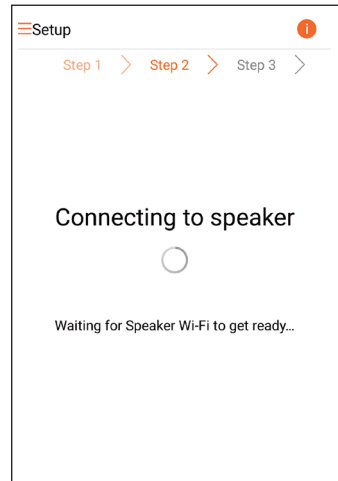 Setup
Step 1 Step 2 Step 3
Connecting to speaker
Waiting for Speaker Wi-Fi to get ready...